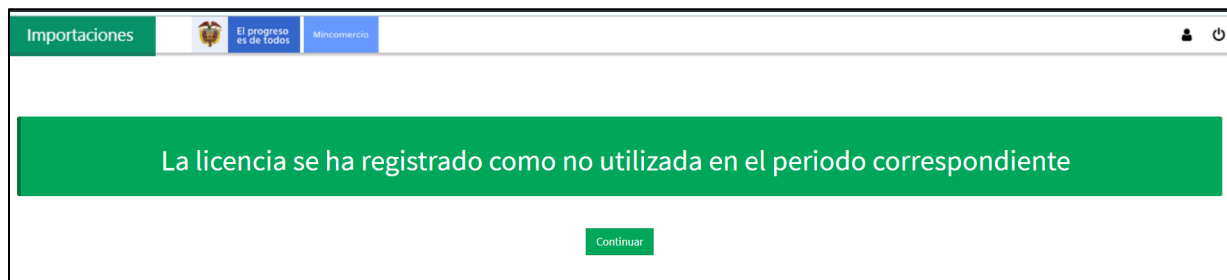 Importaciones
El progreso
es de todos
Mincomercio
La licencia se ha registrado como no utilizada en el periodo correspondiente
Continuar